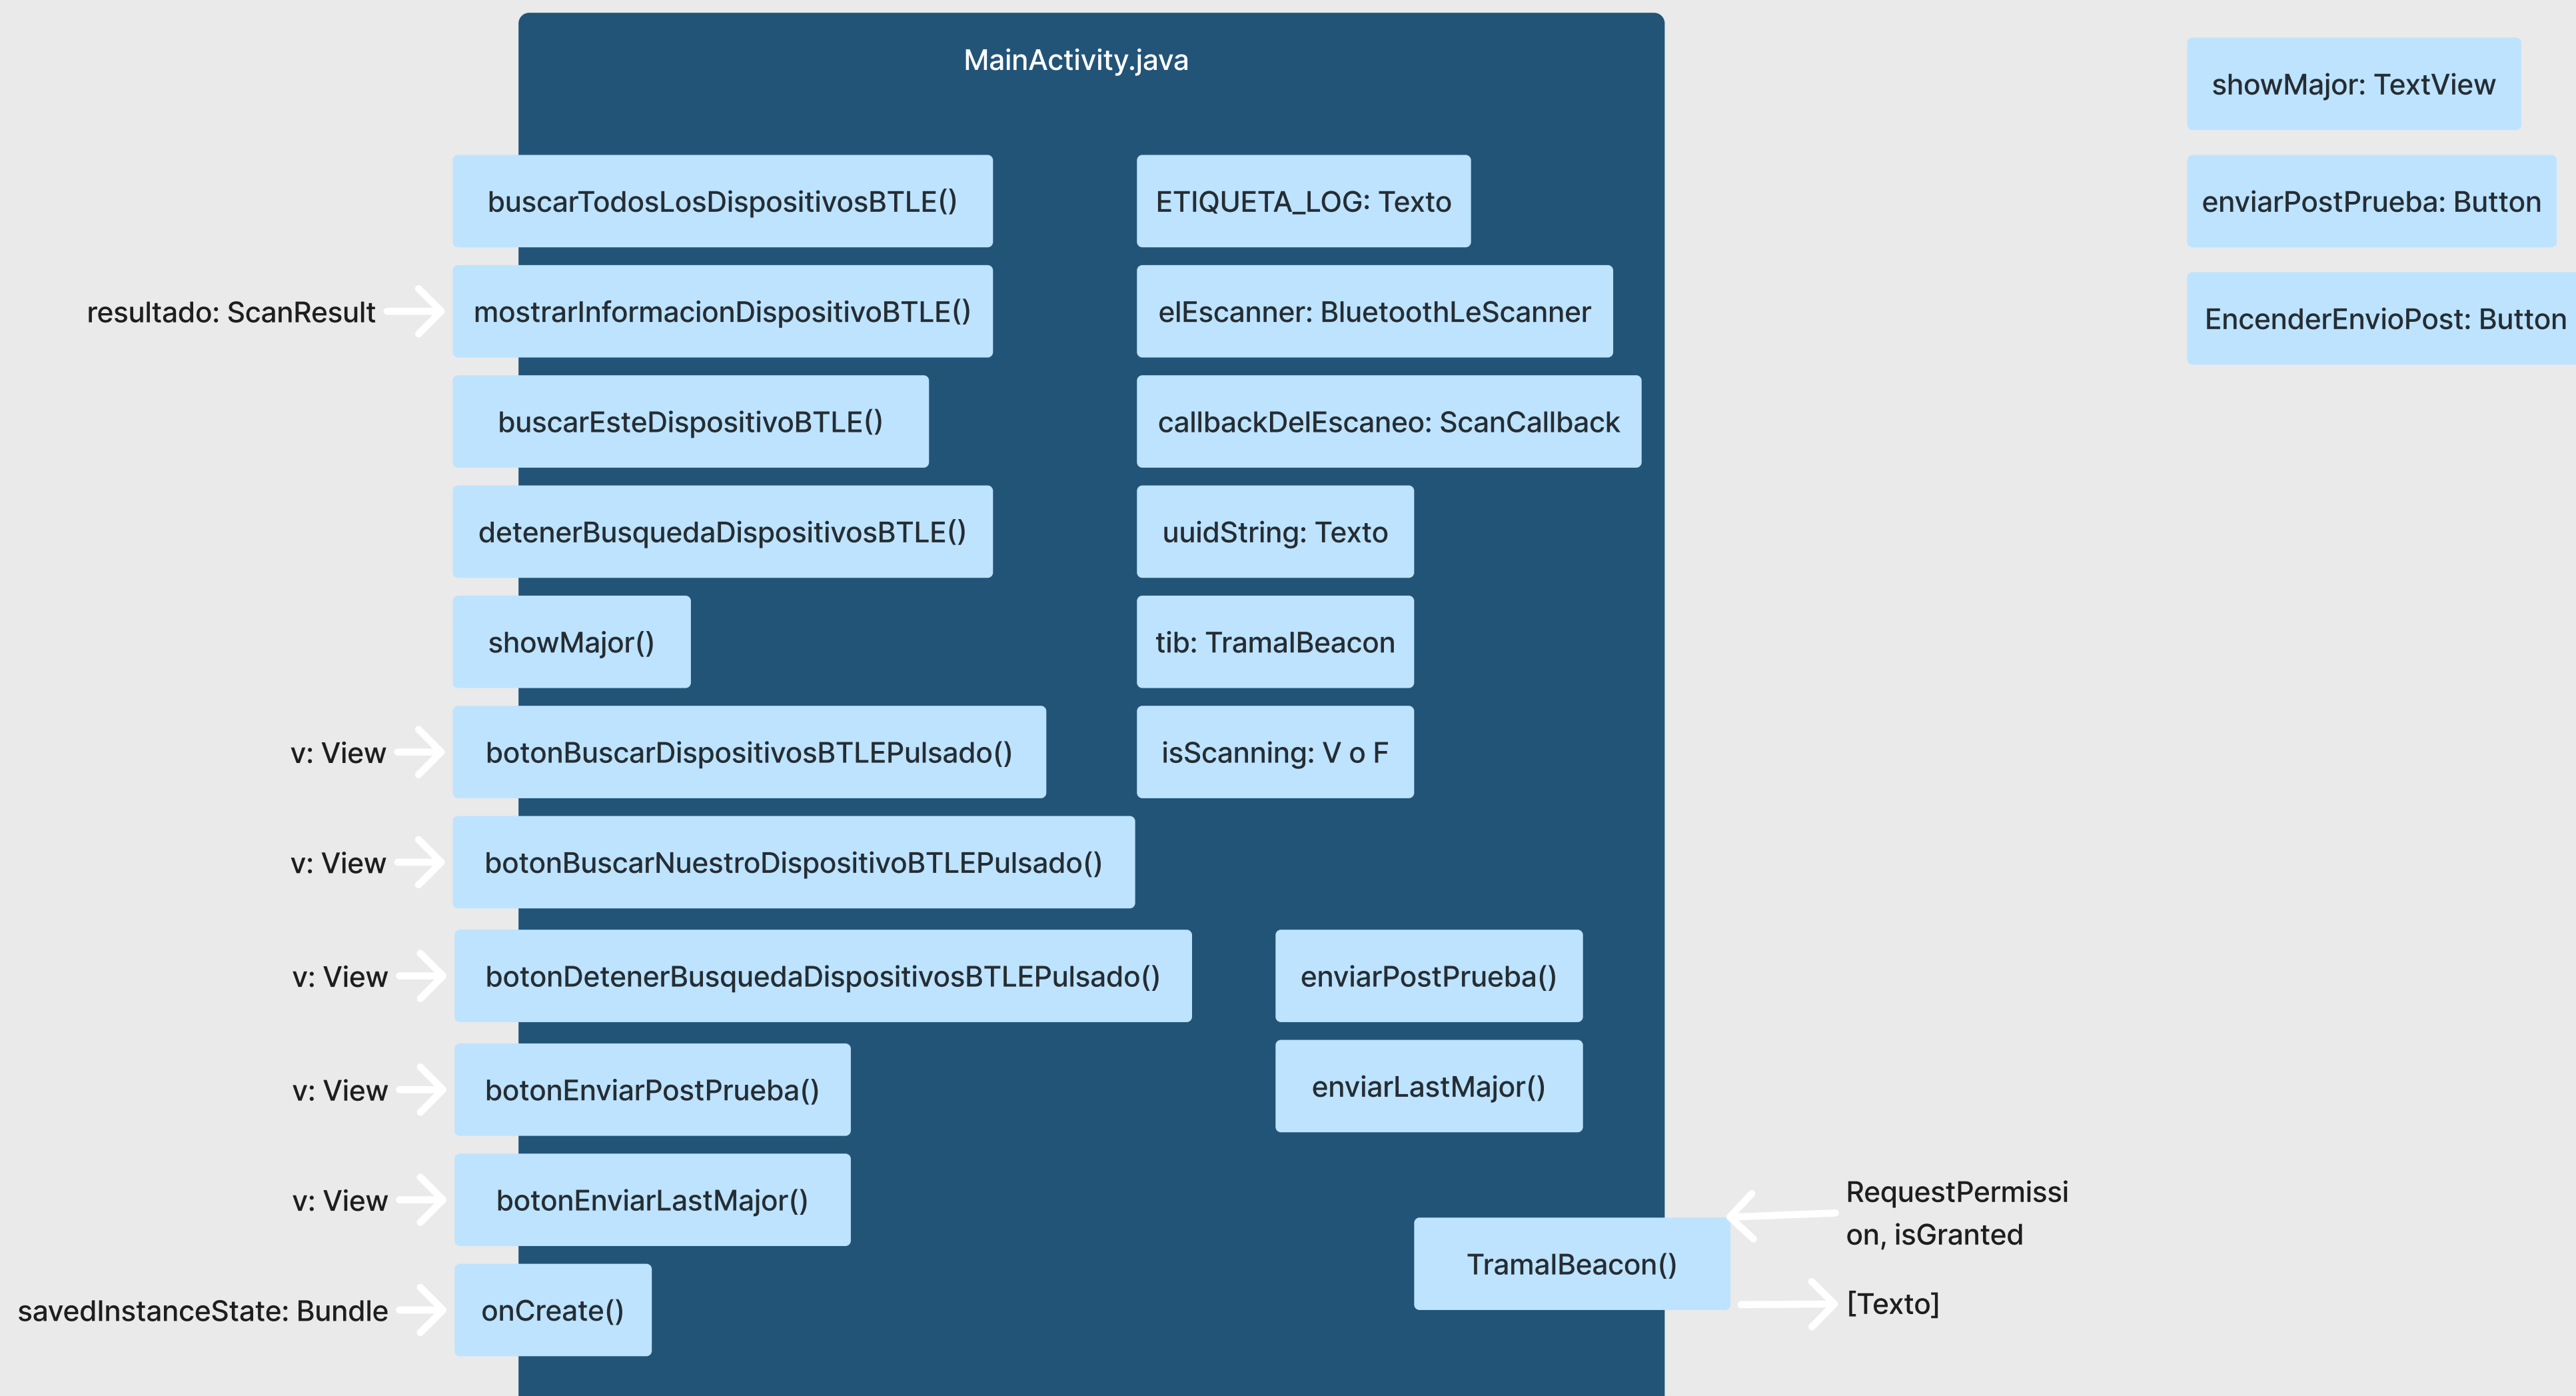 MainActivity.java
showMajor: TextView
buscarTodosLosDispositivosBTLE()
ETIQUETA_LOG: Texto
enviarPostPrueba: Button
resultado: ScanResult
mostrarInformacionDispositivoBTLE()
elEscanner: BluetoothLeScanner
EncenderEnvioPost: Button
buscarEsteDispositivoBTLE()
callbackDelEscaneo: ScanCallback
detenerBusquedaDispositivosBTLE()
uuidString: Texto
showMajor()
tib: TramaIBeacon
v: View
botonBuscarDispositivosBTLEPulsado()
isScanning: V o F
v: View
botonBuscarNuestroDispositivoBTLEPulsado()
v: View
botonDetenerBusquedaDispositivosBTLEPulsado()
enviarPostPrueba()
v: View
botonEnviarPostPrueba()
enviarLastMajor()
v: View
botonEnviarLastMajor()
RequestPermissi
on, isGranted
TramaIBeacon()
[Texto]
savedInstanceState: Bundle
onCreate()